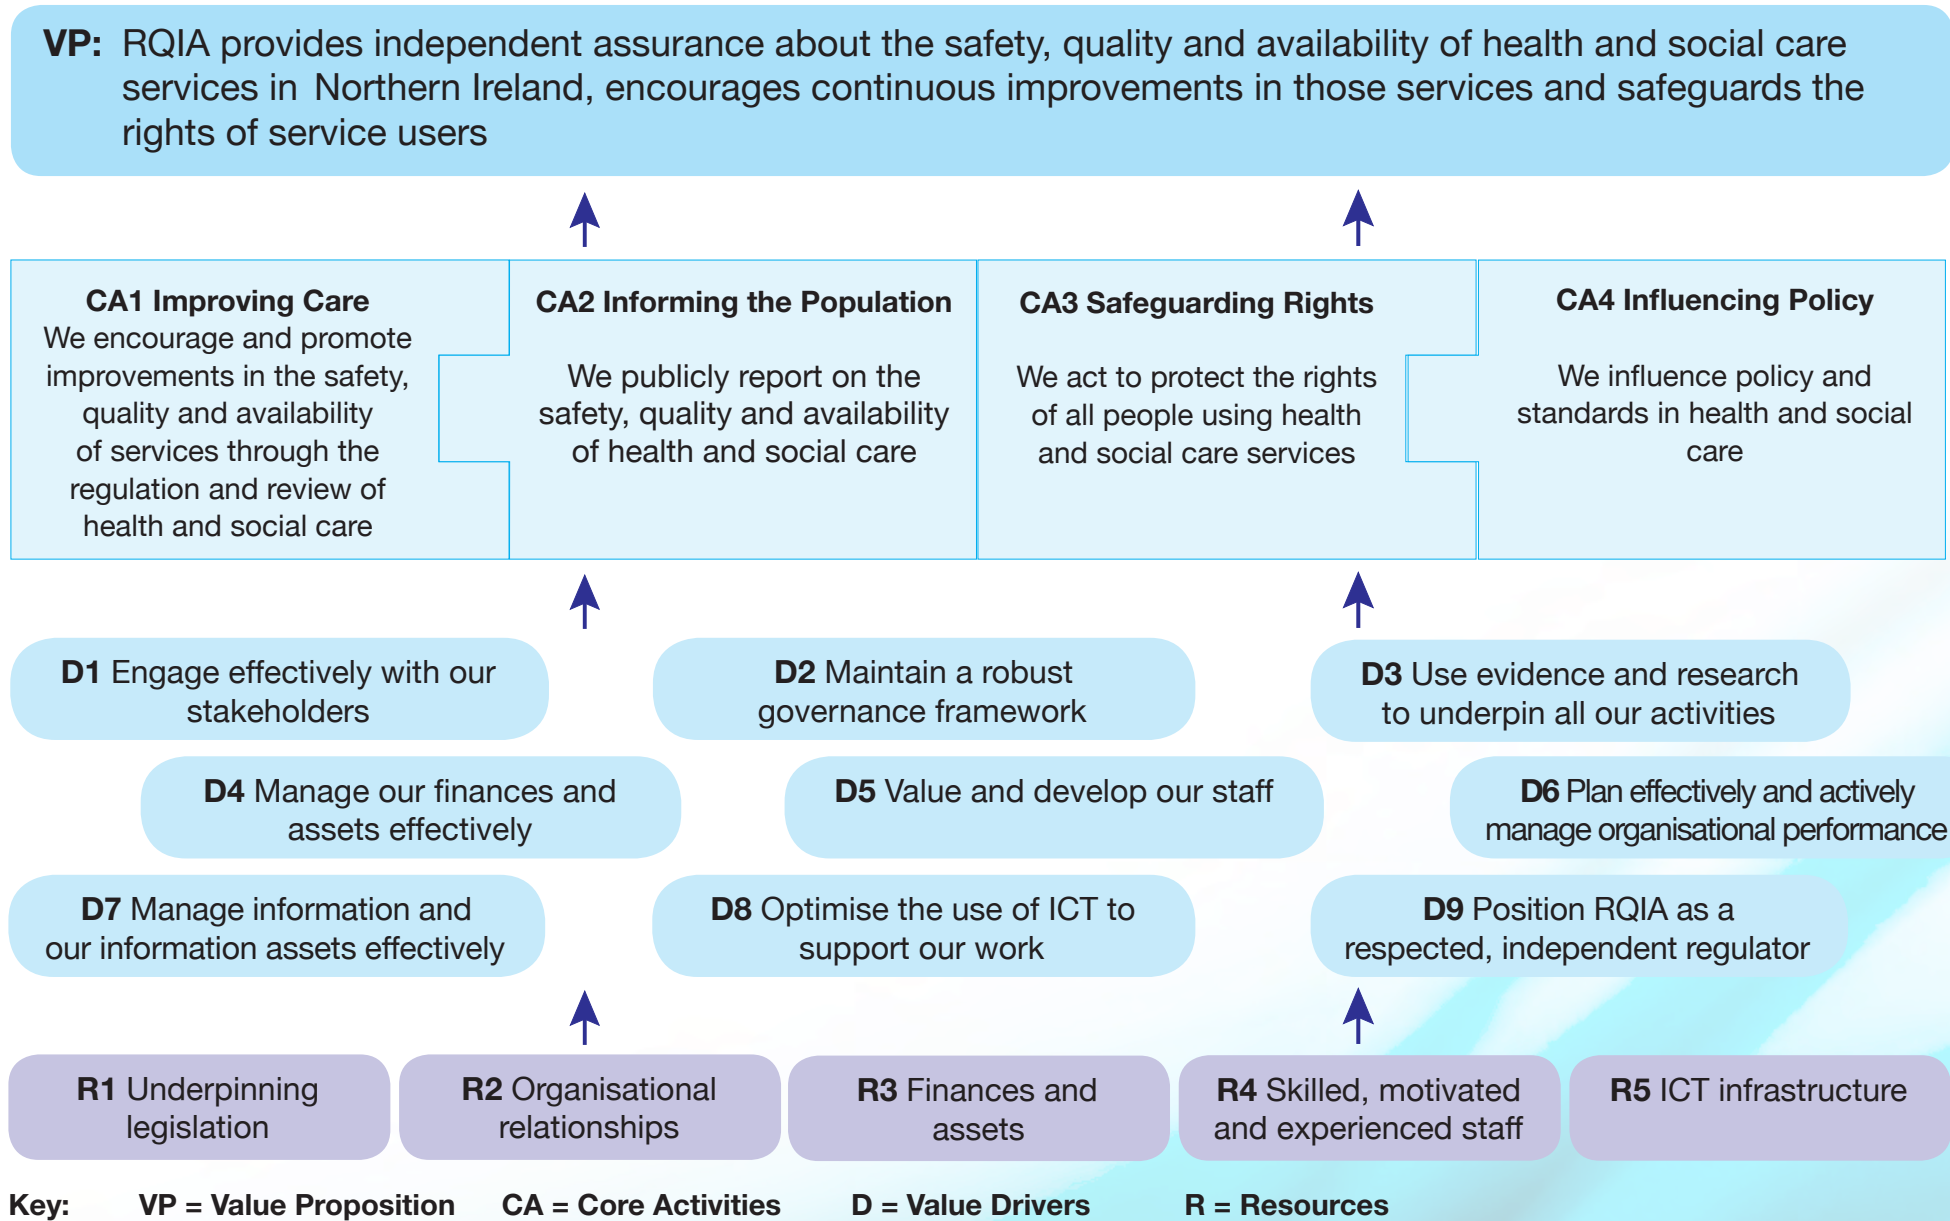 VP: RQIA provides independent assurance about the safety, quality and availability of health and social care
services in Northern Ireland, encourages continuous improvements in those services and safeguards the
rights of service users
CA1 Improving Care
We encourage and promote
improvements in the safety,
quality and availability
of services through the
regulation and review of
health and social care
CA2 Informing the Population
We publicly report on the
safety, quality and availability
of health and social care
CA3 Safeguarding Rights
We act to protect the rights
of all people using health
and social care services
CA4 Influencing Policy
We influence policy and
standards in health and social
care
D1 Engage effectively with our
stakeholders
D2 Maintain a robust
governance framework
D3 Use evidence and research
to underpin all our activities
D4 Manage our finances and
assets effectively
D5 Value and develop our staff
D6 Plan effectively and actively
manage organisational performance
D7 Manage information and
our information assets effectively
D8 Optimise the use of ICT to
support our work
D9 Position RQIA as a
respected, independent regulator
R1 Underpinning
legislation
R2 Organisational
relationships
R3 Finances and
assets
R4 Skilled, motivated
and experienced staff
R5 ICT infrastructure
Key: VP = Value Proposition CA = Core Activities D = Value Drivers R = Resources